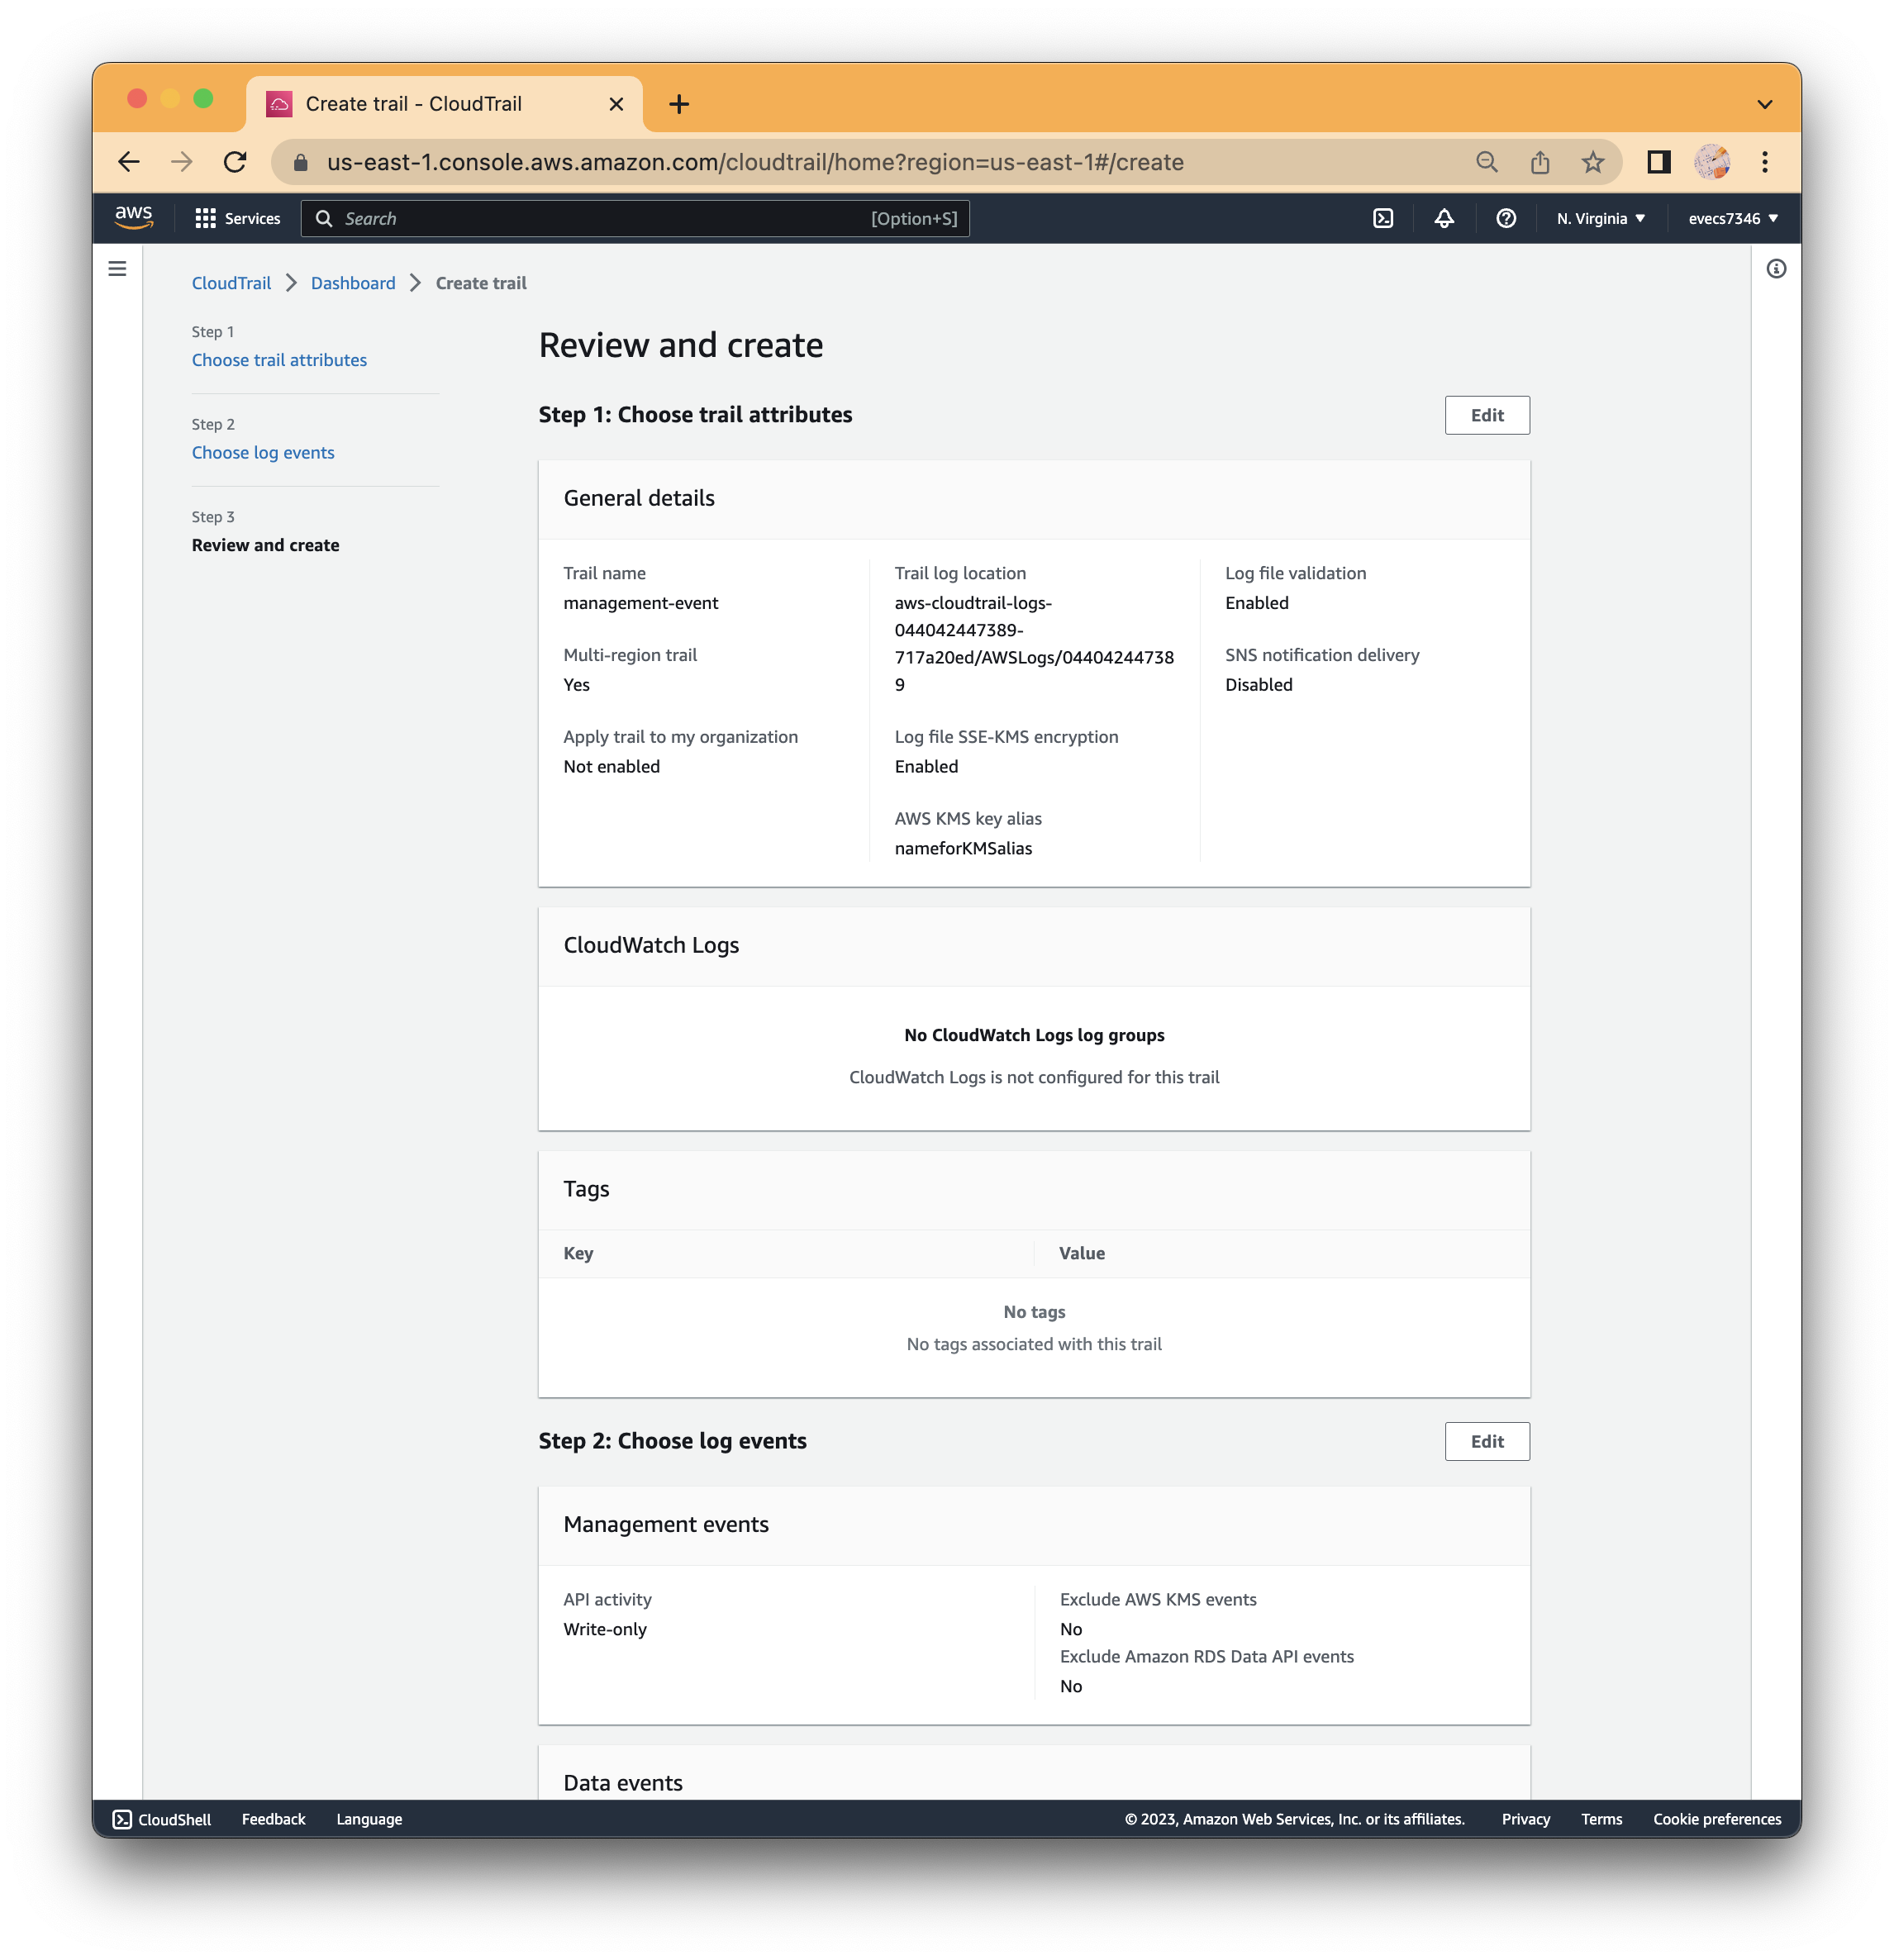 Create trail - CloudTrail
us-east-1.console.aws.amazon.com/cloudtrail/home?region=us-east-1#/create
aws
Services
Search
[Option+S]
N. Virginia
evecs7346
CloudTrail
Dashboard
Create trail
Step 1
Choose trail attributes
Step 2
Choose log events
Step 3
Review and create
Review and create
Step 1: Choose trail attributes
Edit
General details
Trail name
management-event
Multi-region trail
Yes
Apply trail to my organization
Not enabled
Trail log location
aws-cloudtrail-logs-
044042447389-
717a20ed/AWSLogs/04404244738
9
Log file SSE-KMS encryption
Enabled
AWS KMS key alias
nameforKMSalias
Log file validation
Enabled
SNS notification delivery
Disabled
CloudWatch Logs
No CloudWatch Logs log groups
CloudWatch Logs is not configured for this trail
Tags
Key
Value
No tags
No tags associated with this trail
Step 2: Choose log events
Edit
Management events
API activity
Write-only
Exclude AWS KMS events
No
Exclude Amazon RDS Data API events
No
Data events
CloudShell
Feedback
Language
© 2023, Amazon Web Services, Inc. or its affiliates.
Privacy
Terms
Cookie preferences